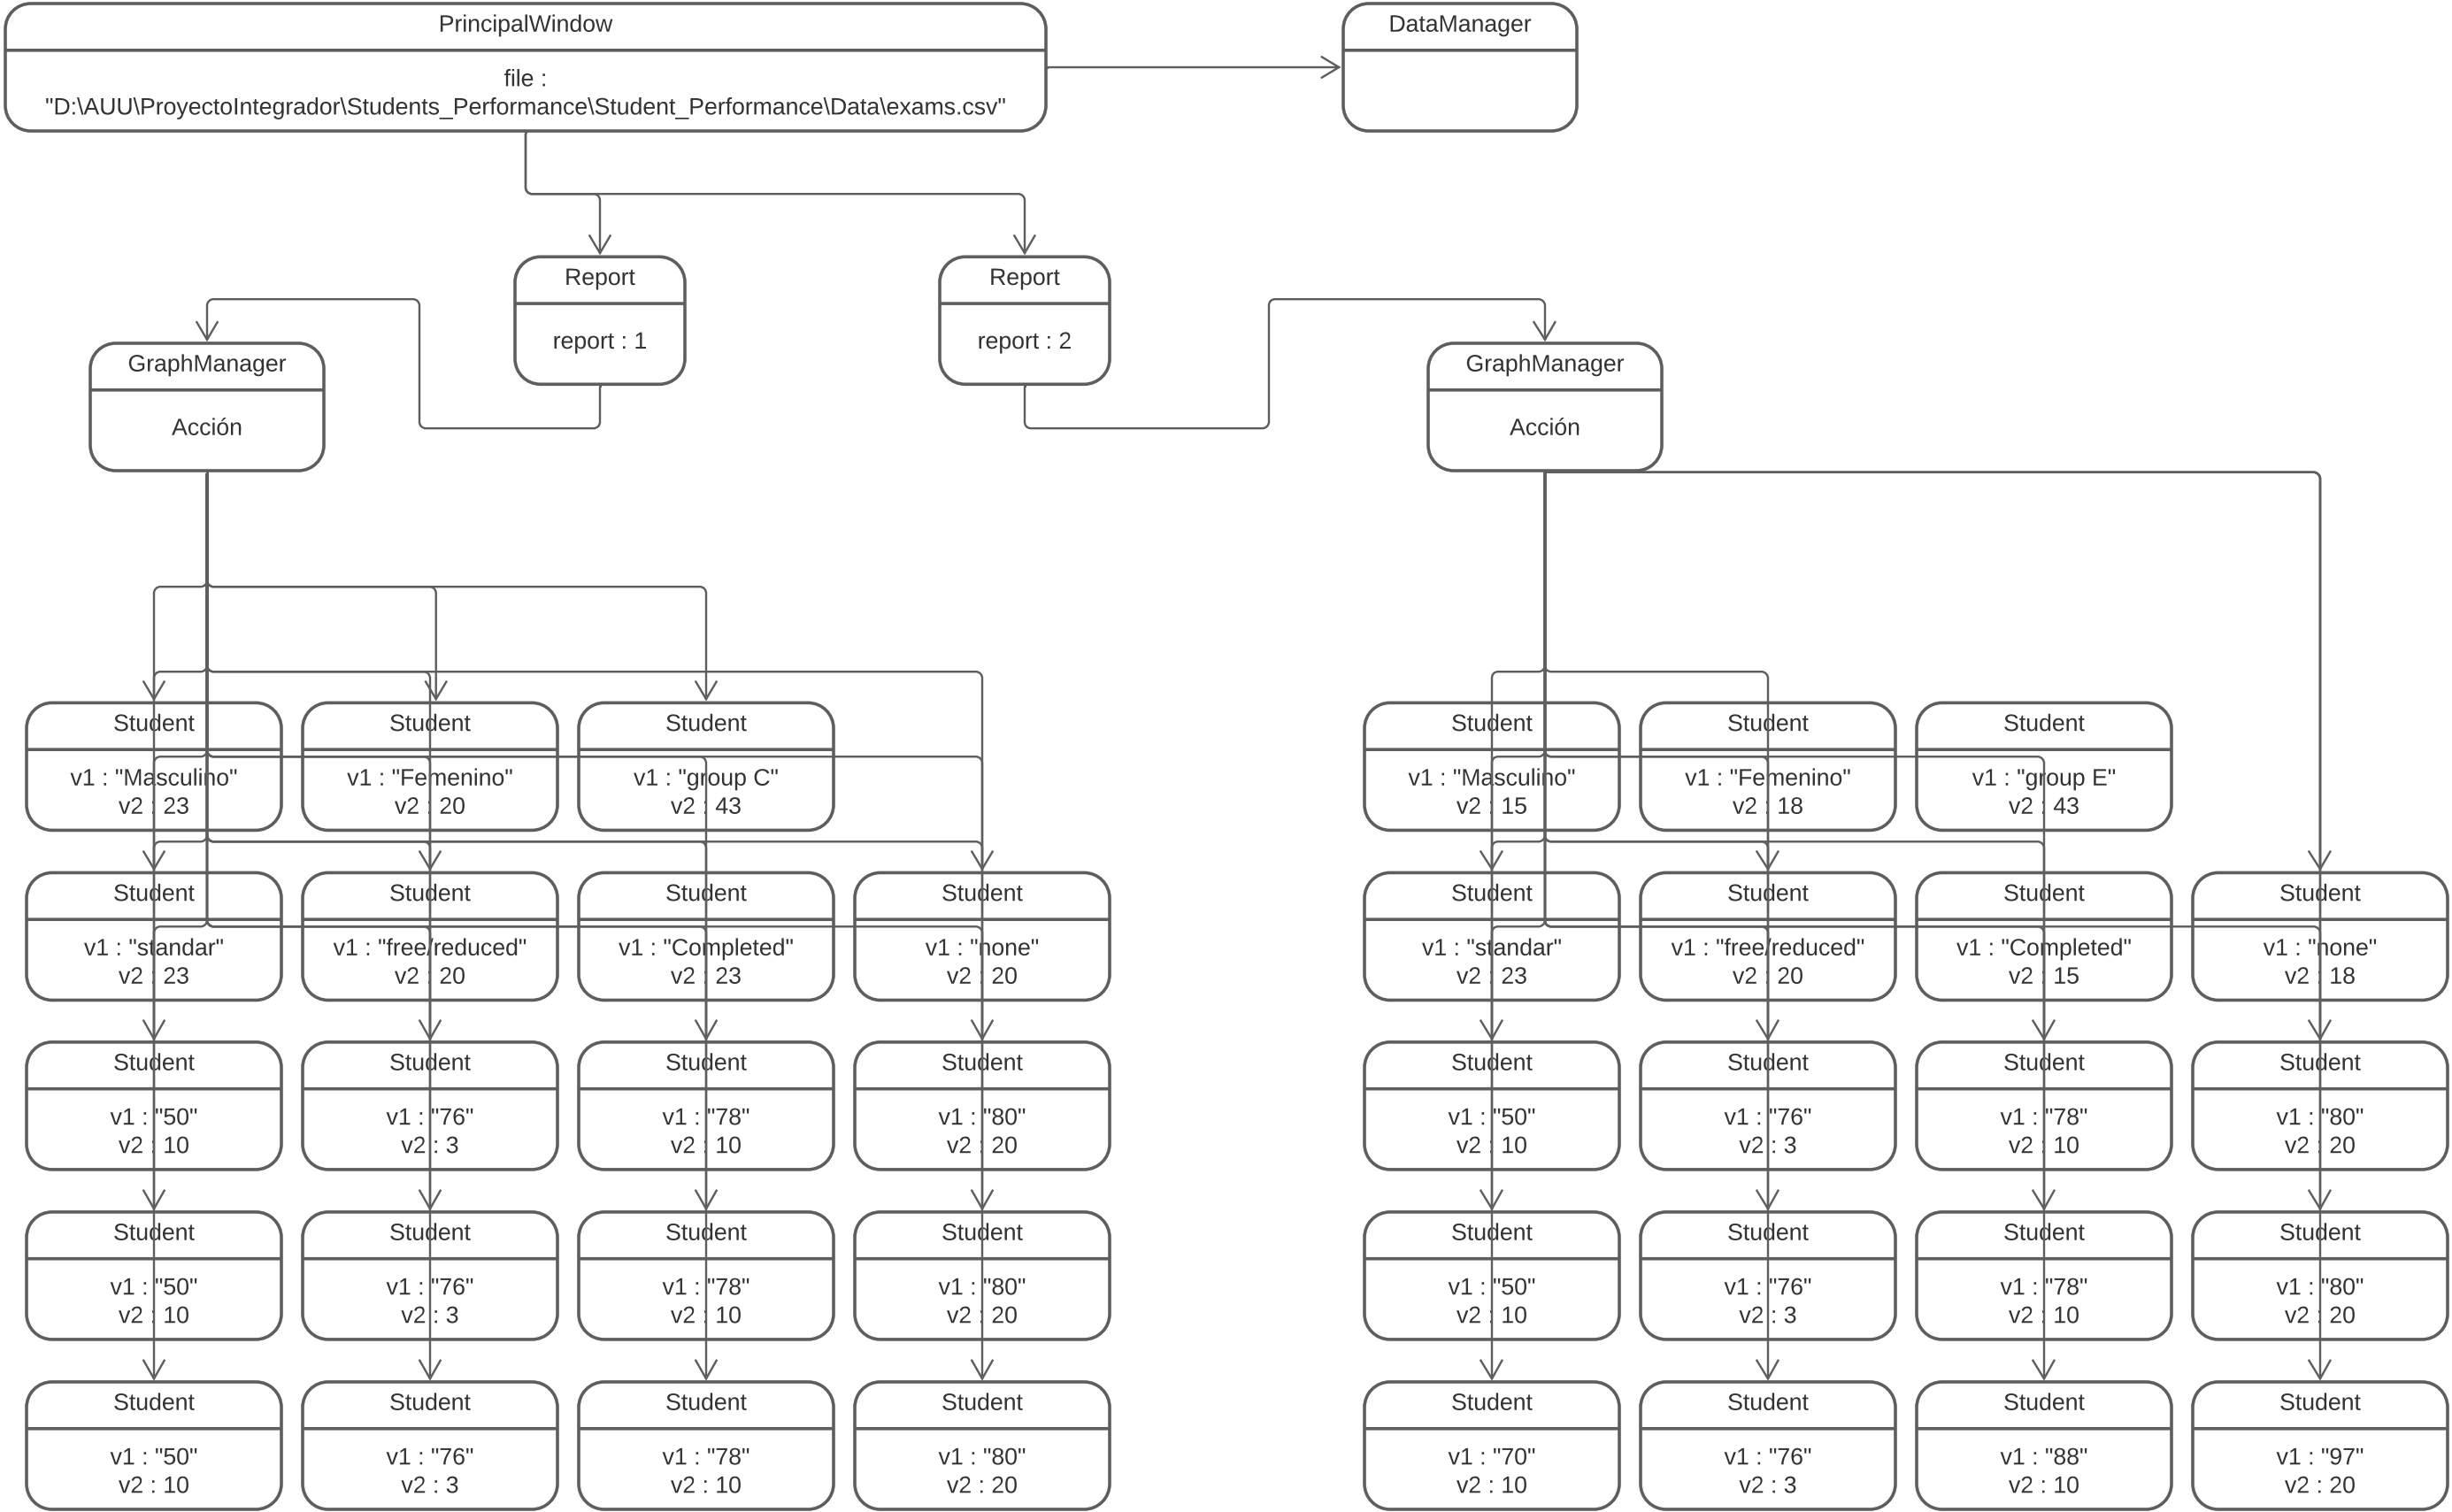 PrincipalWindow
file :
"D:\AUU\ProyectoIntegrador\Students_Performance\Student_Performance\Data\exams.csv"
DataManager
Report
report : 1
Report
report : 2
GraphManager
Acción
GraphManager
Acción
Student
v1 : "Masculino"
v2 : 23
Student
v1 : "Femenino"
v2 : 20
Student
v1 : "group C"
v2 : 43
Student
v1 : "Masculino"
v2 : 15
Student
v1 : "Femenino"
v2 : 18
Student
v1 : "group E"
v2 : 43
Student
v1 : "standar"
v2 : 23
Student
v1 : "free/reduced"
v2 : 20
Student
v1 : "Completed"
v2 : 23
Student
v1 : "none"
v2 : 20
Student
v1 : "standar"
v2 : 23
Student
v1 : "free/reduced"
v2 : 20
Student
v1 : "Completed"
v2 : 15
Student
v1 : "none"
v2 : 18
Student
v1 : "50"
v2 : 10
Student
v1 : "76"
v2 : 3
Student
v1 : "78"
v2 : 10
Student
v1 : "80"
v2 : 20
Student
v1 : "50"
v2 : 10
Student
v1 : "76"
v2 : 3
Student
v1 : "78"
v2 : 10
Student
v1 : "80"
v2 : 20
Student
v1 : "50"
v2 : 10
Student
v1 : "76"
v2 : 3
Student
v1 : "78"
v2 : 10
Student
v1 : "80"
v2 : 20
Student
v1 : "50"
v2 : 10
Student
v1 : "76"
v2 : 3
Student
v1 : "78"
v2 : 10
Student
v1 : "80"
v2 : 20
Student
v1 : "50"
v2 : 10
Student
v1 : "76"
v2 : 3
Student
v1 : "78"
v2 : 10
Student
v1 : "80"
v2 : 20
Student
v1 : "70"
v2 : 10
Student
v1 : "76"
v2 : 3
Student
v1 : "88"
v2 : 10
Student
v1 : "97"
v2 : 20